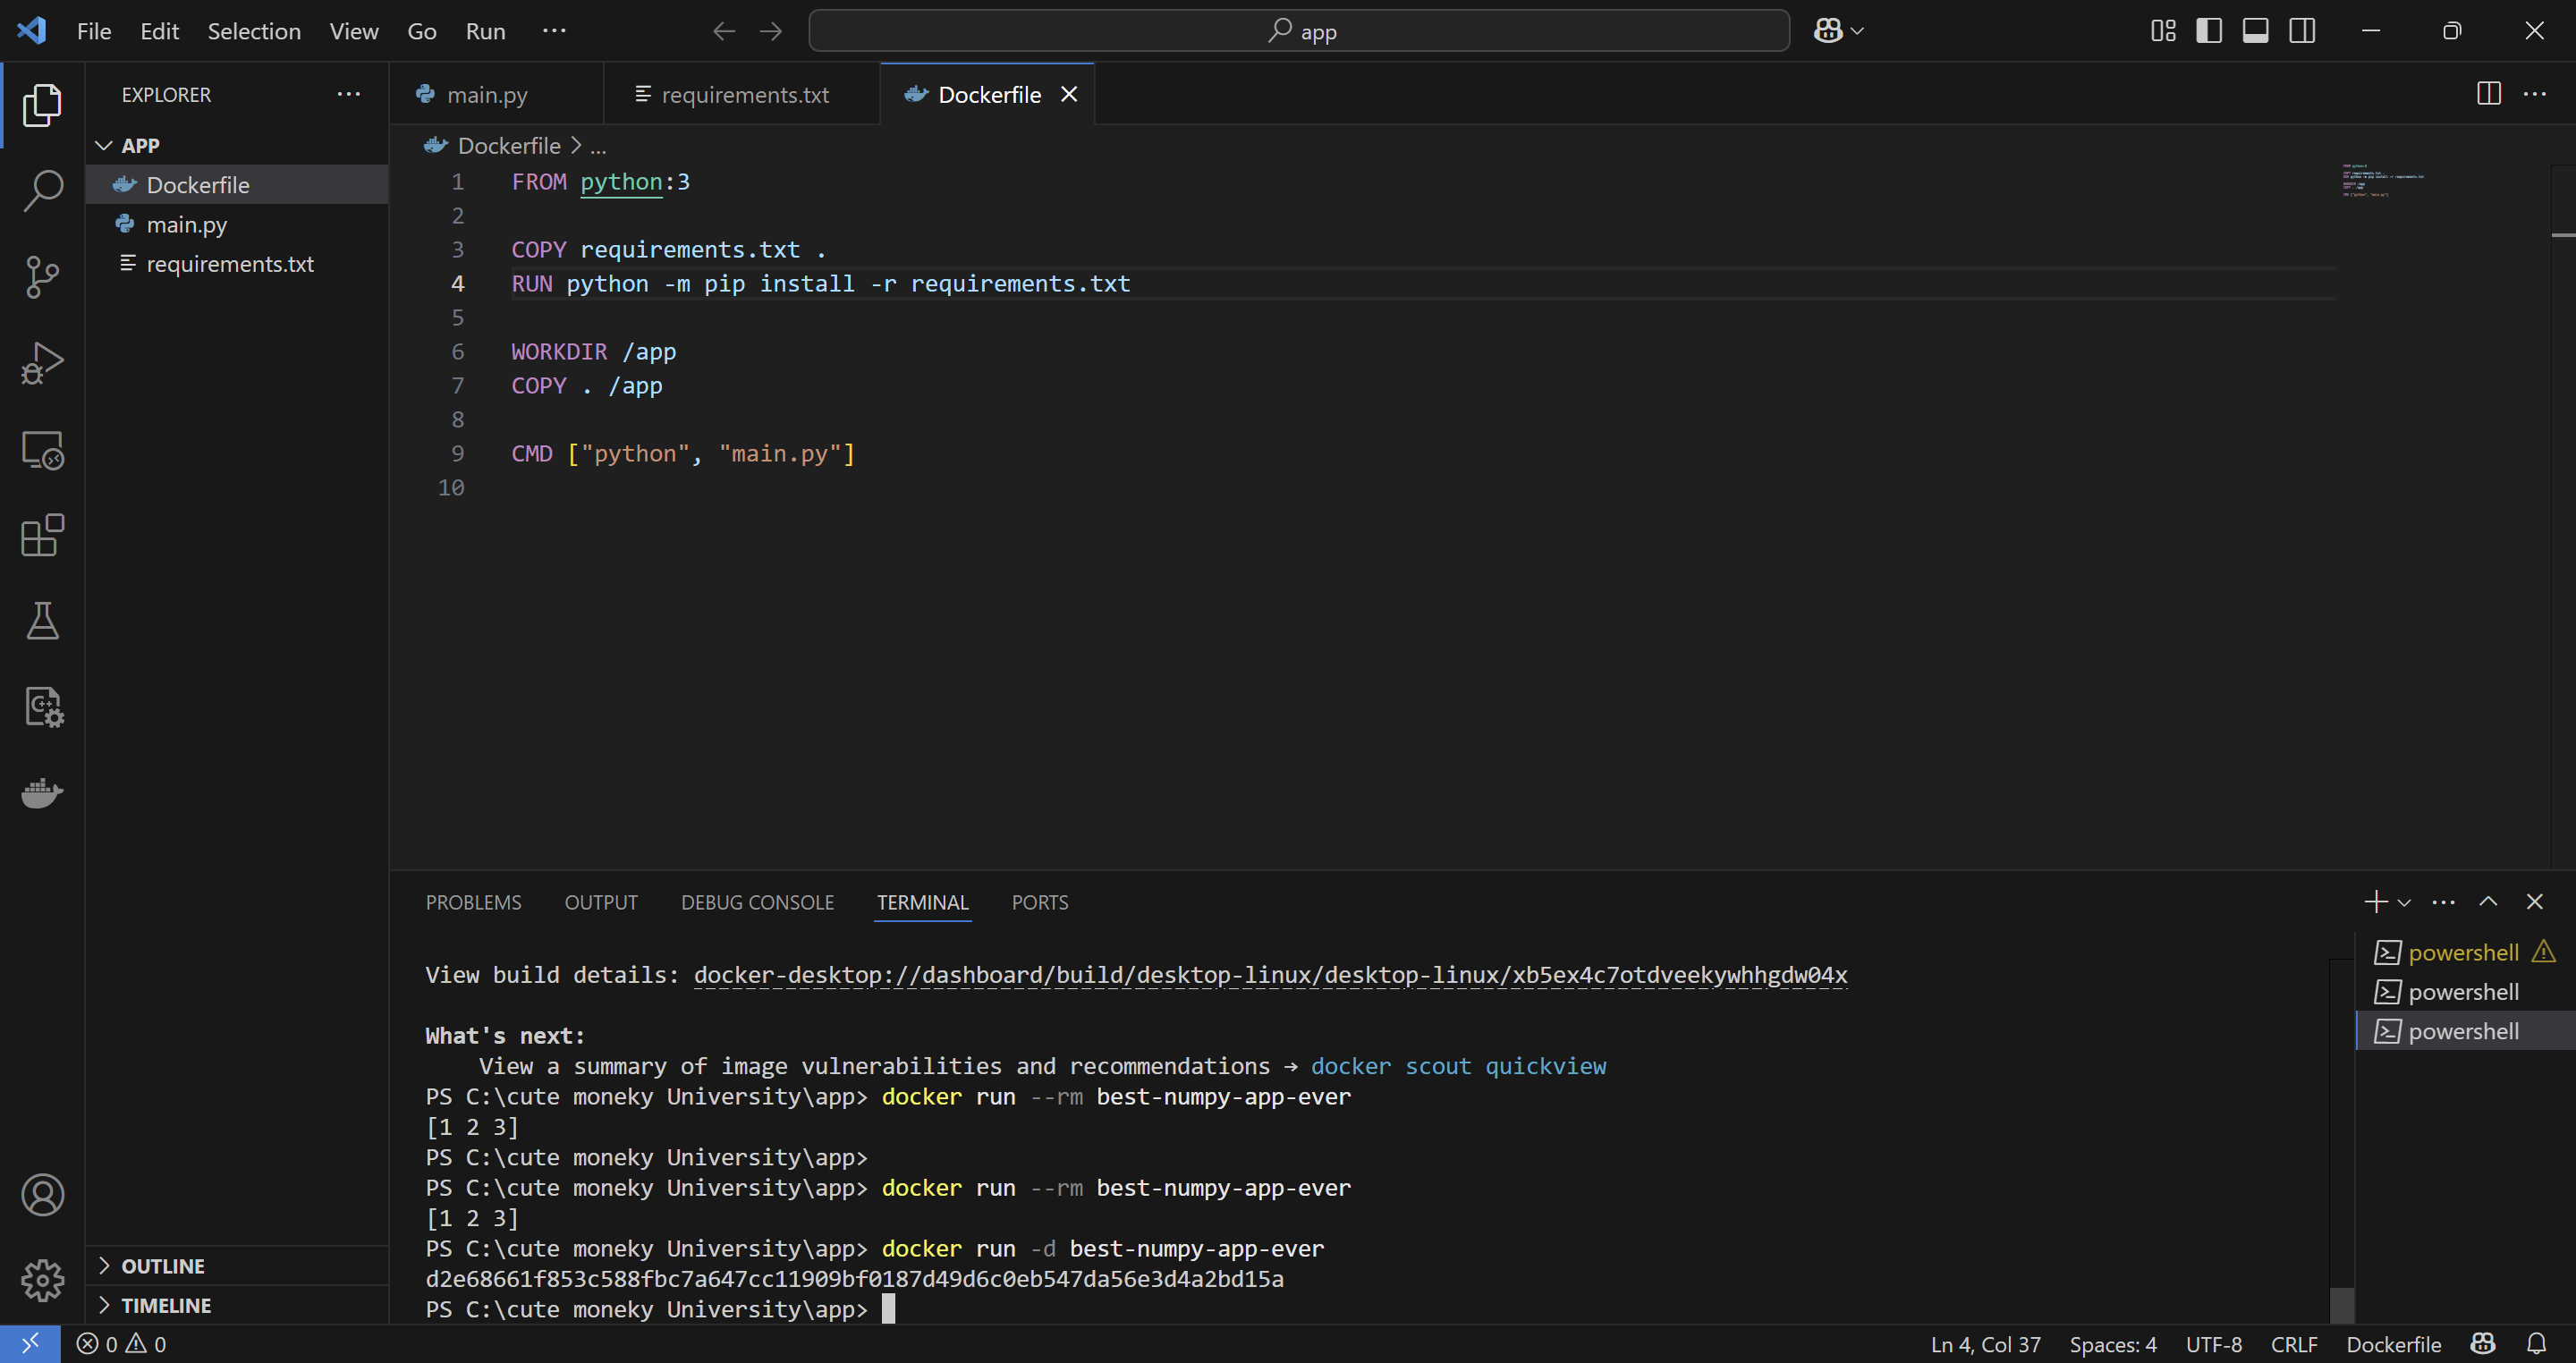 File Edit Selection View Go Run ···
app
EXPLORER ···
APP
Dockerfile
main.py
requirements.txt
OUTLINE
TIMELINE
main.py requirements.txt Dockerfile
Dockerfile > ...
1 FROM python:3
2
3 COPY requirements.txt .
4 RUN python -m pip install -r requirements.txt
5
6 WORKDIR /app
7 COPY . /app
8
9 CMD ["python", "main.py"]
10
PROBLEMS OUTPUT DEBUG CONSOLE TERMINAL PORTS
View build details: docker-desktop://dashboard/build/desktop-linux/desktop-linux/xb5ex4c7otdveekywhhgdw04x
What's next:
View a summary of image vulnerabilities and recommendations → docker scout quickview
PS C:\cute moneky University\app> docker run --rm best-numpy-app-ever
[1 2 3]
PS C:\cute moneky University\app>
PS C:\cute moneky University\app> docker run --rm best-numpy-app-ever
[1 2 3]
PS C:\cute moneky University\app> docker run -d best-numpy-app-ever
d2e68661f853c588fbc7a647cc11909bf0187d49d6c0eb547da56e3d4a2bd15a
PS C:\cute moneky University\app>
powershell
powershell
powershell
0 0
Ln 4, Col 37 Spaces: 4 UTF-8 CRLF Dockerfile